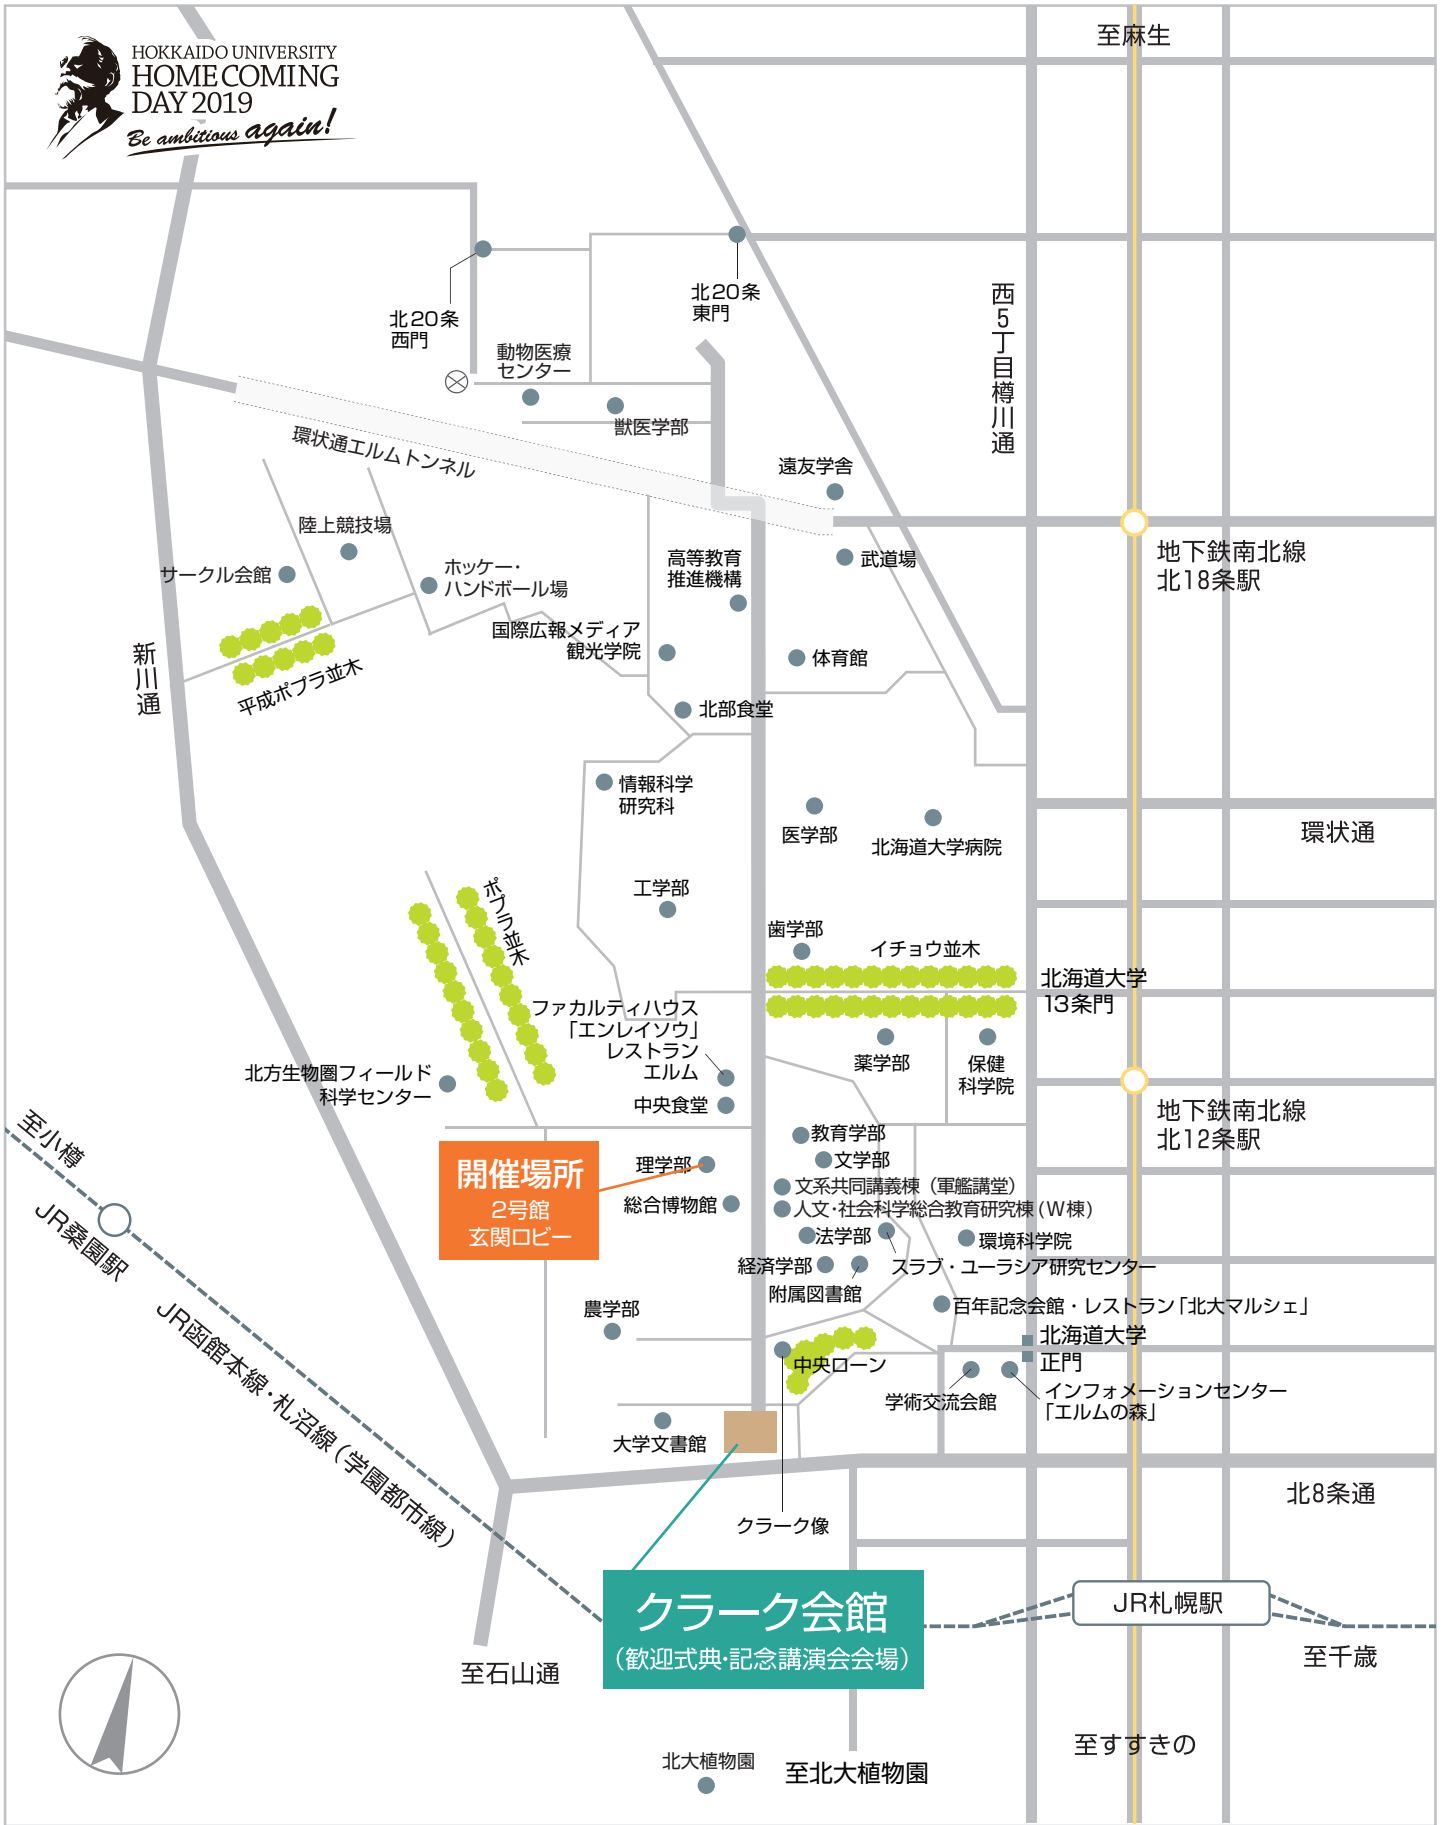 HOKKAIDO UNIVERSITY
HOME COMING
DAY 2019
Be ambitious again!
至麻生
北20条
西門
北20条
東門
西5丁目樽川通
動物医療
センター
獣医学部
環状通エルムトンネル
遠友学舎
陸上競技場
サークル会館
ホッケー・
ハンドボール場
高等教育
推進機構
武道場
地下鉄南北線
北18条駅
国際広報メディア
観光学院
体育館
新川通
平成ポプラ並木
北部食堂
情報科学
研究科
医学部
北海道大学病院
環状通
工学部
ポプラ並木
歯学部
イチョウ並木
北海道大学
13条門
ファカルティハウス
「エンレイソウ」
レストラン
エルム
薬学部
保健
科学院
北方生物圏フィールド
科学センター
中央食堂
地下鉄南北線
北12条駅
至小樽
教育学部
文学部
開催場所
2号館
玄関ロビー
理学部
文系共同講義棟（軍艦講堂）
総合博物館
人文・社会科学総合教育研究棟(W棟)
JR桑園駅
法学部
環境科学院
経済学部
スラブ・ユーラシア研究センター
附属図書館
農学部
百年記念会館・レストラン「北大マルシェ」
JR函館本線・札沼線（学園都市線）
中央ローン
北海道大学
正門
学術交流会館
インフォメーションセンター
「エルムの森」
大学文書館
北8条通
クラーク像
クラーク会館
（歓迎式典・記念講演会会場）
JR札幌駅
至石山通
至千歳
至すすきの
北大植物園
至北大植物園